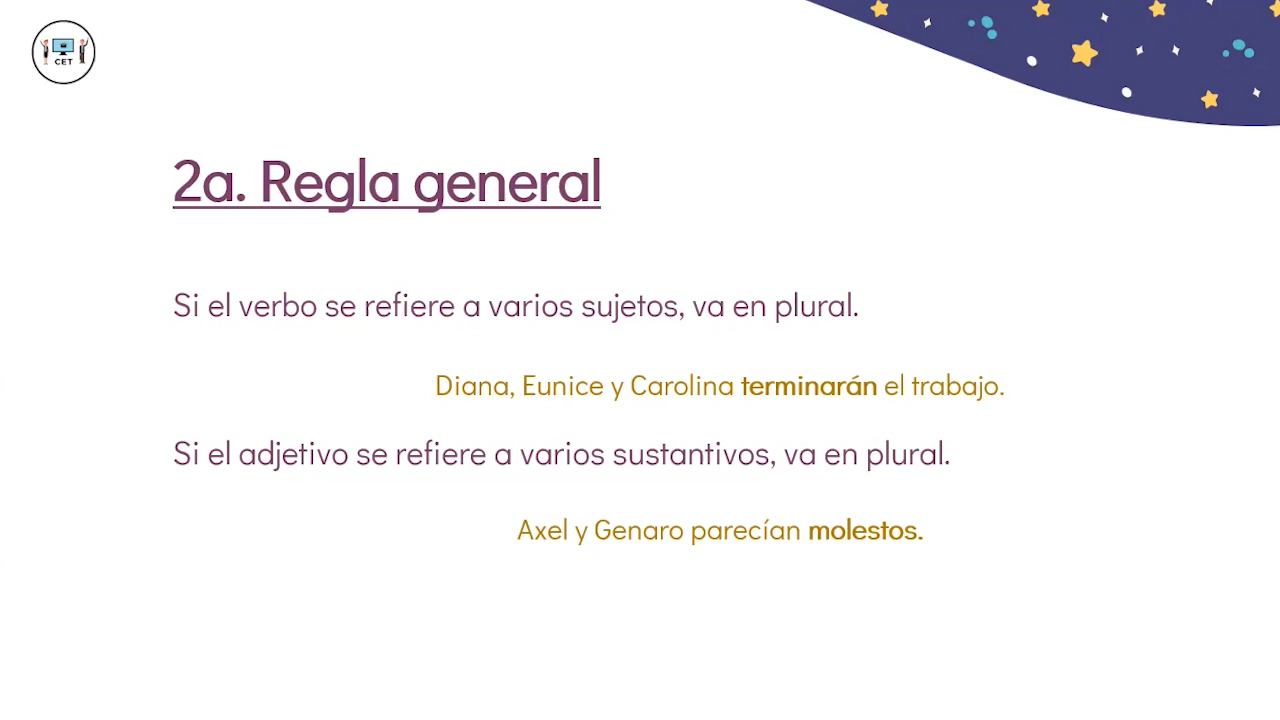 CET
2a. Regla general
Si el verbo se refiere a varios sujetos, va en plural.
Diana, Eunice y Carolina terminarán el trabajo.
Si el adjetivo se refiere a varios sustantivos, va en plural.
Axel y Genaro parecían molestos.